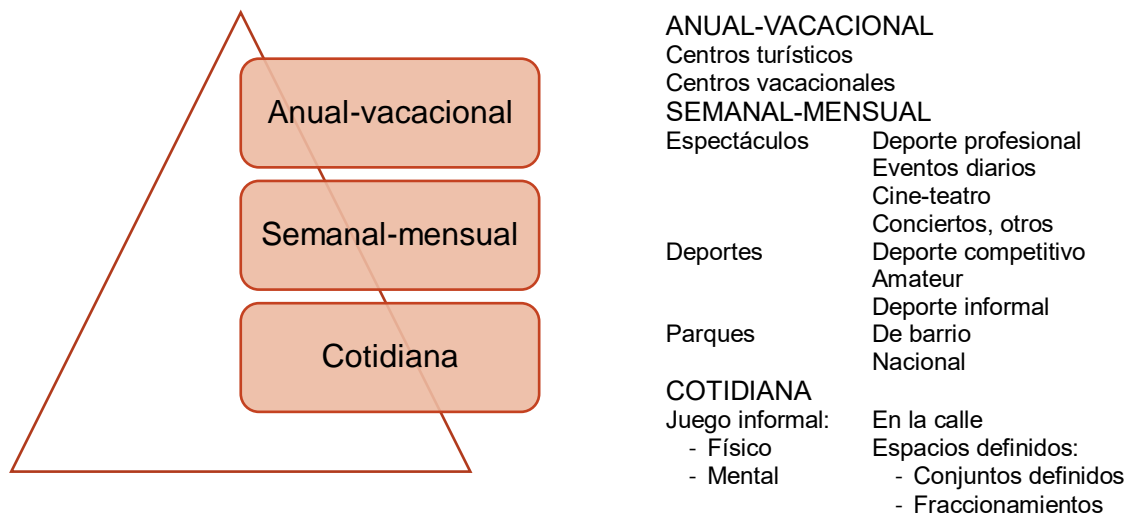 Anual-vacacional
Semanal-mensual
Cotidiana
ANUAL-VACACIONAL
Centros turísticos
Centros vacacionales
SEMANAL-MENSUAL
Espectáculos Deporte profesional
Eventos diarios
Cine-teatro
Conciertos, otros
Deportes Deporte competitivo
Amateur
Deporte informal
Parques De barrio
Nacional
COTIDIANA
Juego informal: En la calle
- Físico Espacios definidos:
- Mental - Conjuntos definidos
- Fraccionamientos